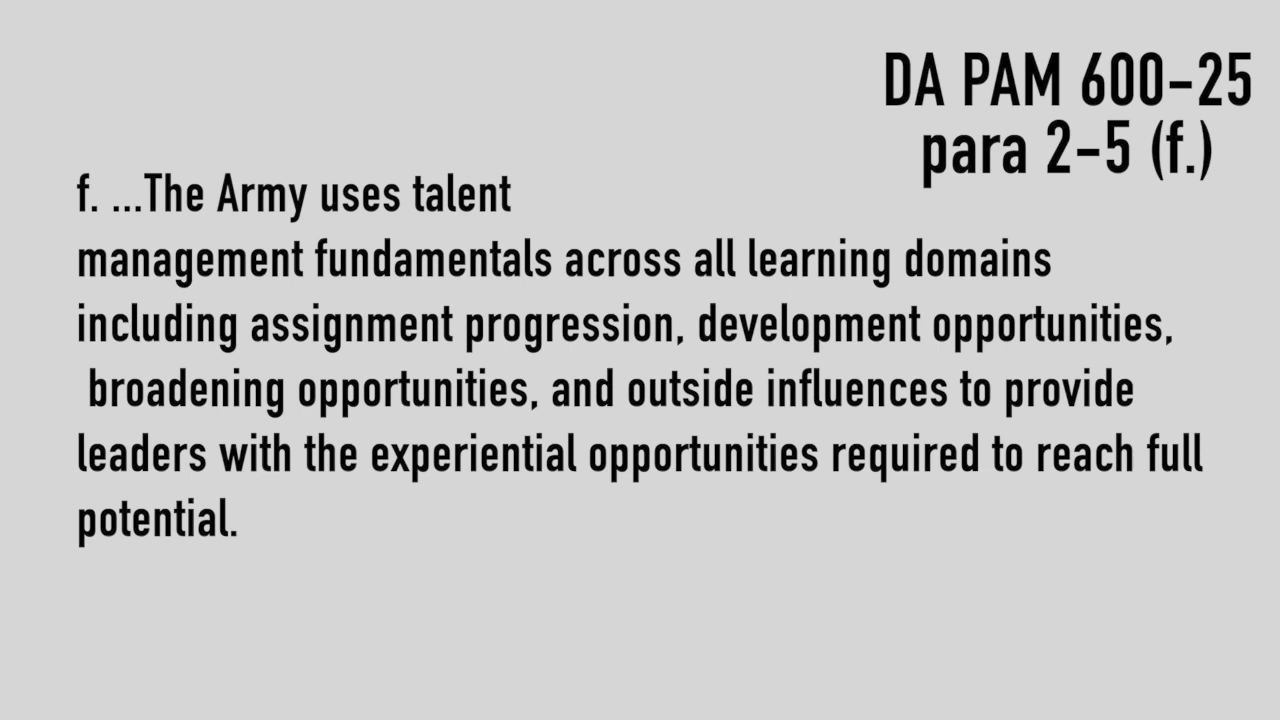 DA PAM 600-25
para 2-5 (f.)
f. ...The Army uses talent
management fundamentals across all learning domains
including assignment progression, development opportunities,
broadening opportunities, and outside influences to provide
leaders with the experiential opportunities required to reach full
potential.